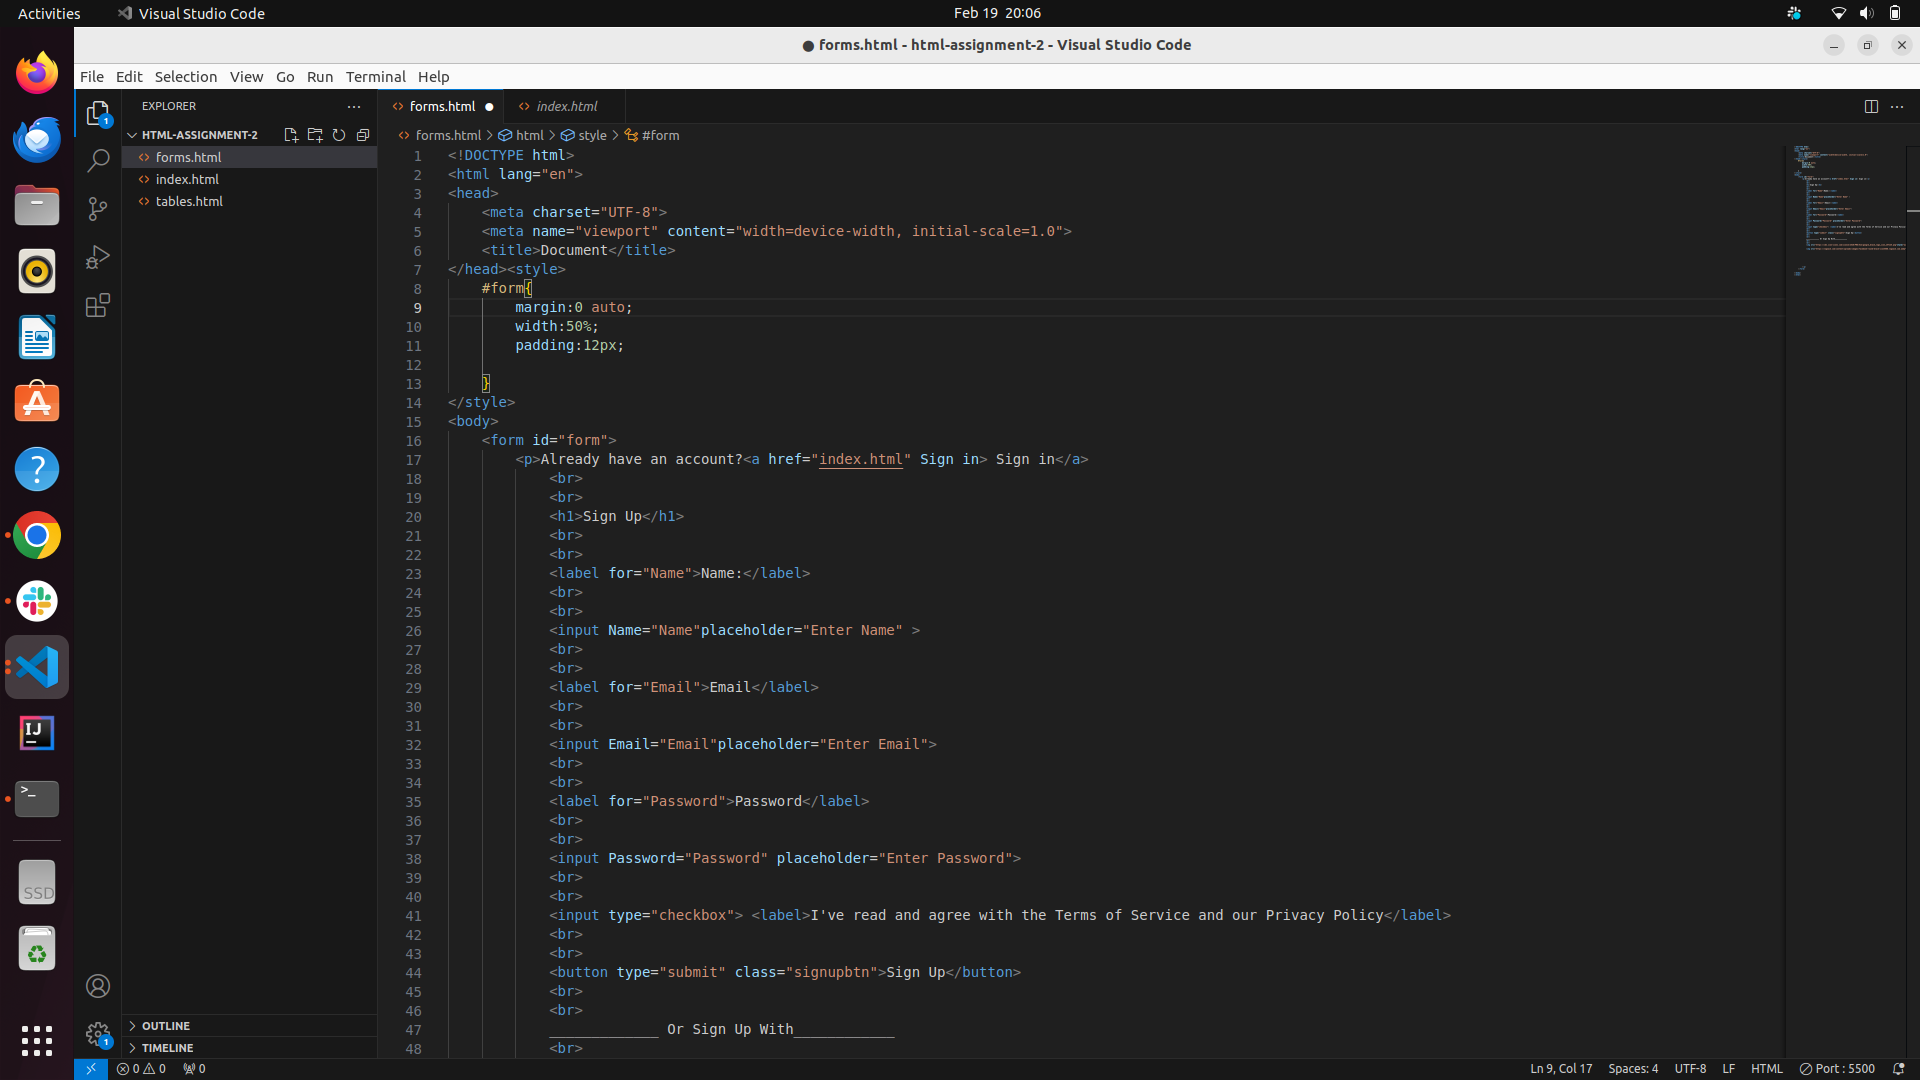 Activities
Visual Studio Code
Feb 19 20:06
● forms.html - html-assignment-2 - Visual Studio Code
File Edit Selection View Go Run Terminal Help
EXPLORER
HTML-ASSIGNMENT-2
forms.html
index.html
tables.html
OUTLINE
TIMELINE
forms.html
index.html
forms.html > html > style > #form
1 <!DOCTYPE html>
2 <html lang="en">
3 <head>
4 <meta charset="UTF-8">
5 <meta name="viewport" content="width=device-width, initial-scale=1.0">
6 <title>Document</title>
7 </head><style>
8 #form{
9 margin:0 auto;
10 width:50%;
11 padding:12px;
12
13 }
14 </style>
15 <body>
16 <form id="form">
17 <p>Already have an account?<a href="index.html" Sign in> Sign in</a>
18 <br>
19 <br>
20 <h1>Sign Up</h1>
21 <br>
22 <br>
23 <label for="Name">Name:</label>
24 <br>
25 <br>
26 <input Name="Name"placeholder="Enter Name" >
27 <br>
28 <br>
29 <label for="Email">Email</label>
30 <br>
31 <br>
32 <input Email="Email"placeholder="Enter Email">
33 <br>
34 <br>
35 <label for="Password">Password</label>
36 <br>
37 <br>
38 <input Password="Password" placeholder="Enter Password">
39 <br>
40 <br>
41 <input type="checkbox"> <label>I've read and agree with the Terms of Service and our Privacy Policy</label>
42 <br>
43 <br>
44 <button type="submit" class="signupbtn">Sign Up</button>
45 <br>
46 <br>
47 _____________ Or Sign Up With____________
48 <br>
SSD
IJ
1
1
0 0 0
Ln 9, Col 17 Spaces: 4 UTF-8 LF HTML Port : 5500